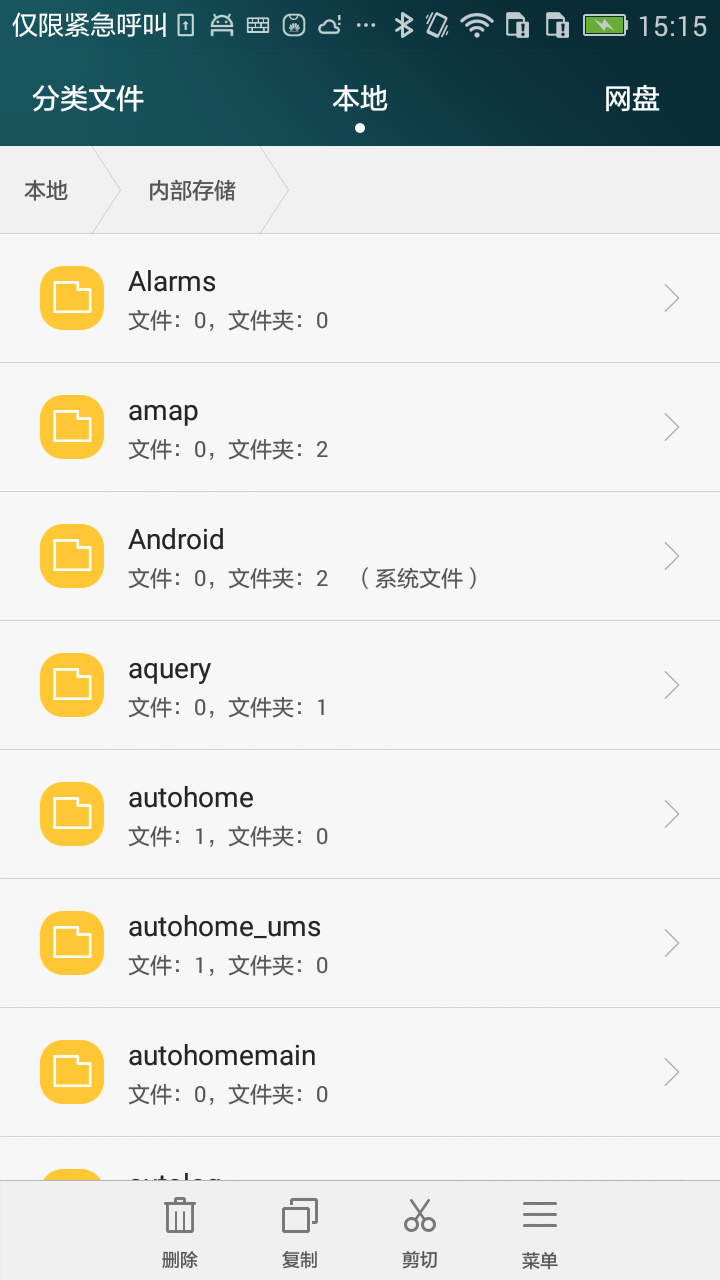 仅限紧急呼叫 15:15
分类文件 本地 网盘
本地 内部存储
Alarms
文件：0，文件夹：0
amap
文件：0，文件夹：2
Android
文件：0，文件夹：2 （系统文件）
aquery
文件：0，文件夹：1
autohome
文件：1，文件夹：0
autohome_ums
文件：1，文件夹：0
autohomemain
文件：0，文件夹：0
删除 复制 剪切 菜单